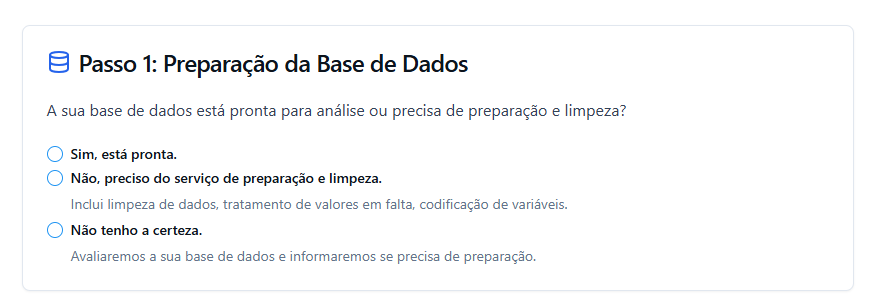 Passo 1: Preparação da Base de Dados
A sua base de dados está pronta para análise ou precisa de preparação e limpeza?
Sim, está pronta.
Não, preciso do serviço de preparação e limpeza.
Inclui limpeza de dados, tratamento de valores em falta, codificação de variáveis.
Não tenho a certeza.
Avaliaremos a sua base de dados e informaremos se precisa de preparação.